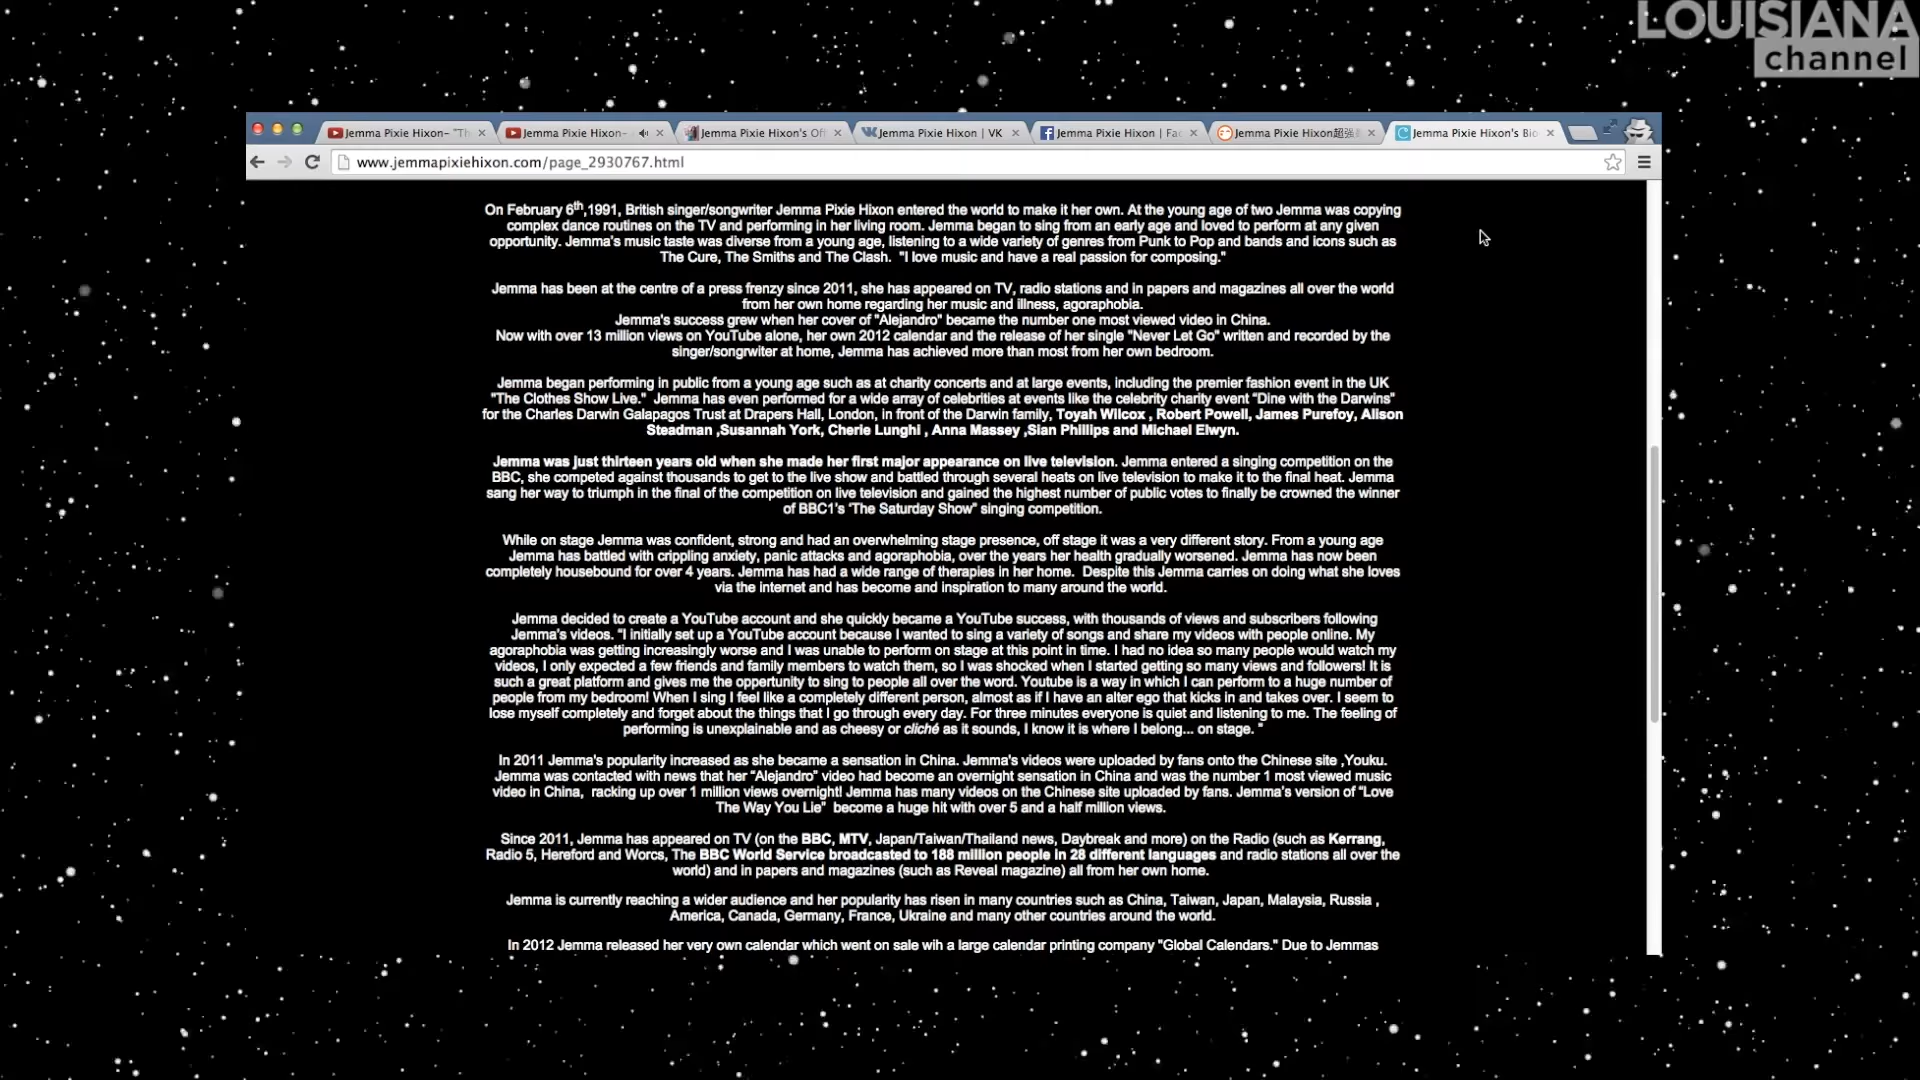 LOUISIANA
channel
Jemma Pixie Hixon- "Th
Jemma Pixie Hixon-
Jemma Pixie Hixon's Off
Jemma Pixie Hixon | VK
Jemma Pixie Hixon | Fac
Jemma Pixie Hixon超强
Jemma Pixie Hixon's Bio
www.jemmapixiehixon.com/page_2930767.html
On February 6th,1991, British singer/songwriter Jemma Pixie Hixon entered the world to make it her own. At the young age of two Jemma was copying
complex dance routines on the TV and performing in her living room. Jemma began to sing from an early age and loved to perform at any given
opportunity. Jemma's music taste was diverse from a young age, listening to a wide variety of genres from Punk to Pop and bands and icons such as
The Cure, The Smiths and The Clash. "I love music and have a real passion for composing."
Jemma has been at the centre of a press frenzy since 2011, she has appeared on TV, radio stations and in papers and magazines all over the world
from her own home regarding her music and illness, agoraphobia.
Jemma's success grew when her cover of "Alejandro" became the number one most viewed video in China.
Now with over 13 million views on YouTube alone, her own 2012 calendar and the release of her single "Never Let Go" written and recorded by the
singer/songrwiter at home, Jemma has achieved more than most from her own bedroom.
Jemma began performing in public from a young age such as at charity concerts and at large events, including the premier fashion event in the UK
"The Clothes Show Live." Jemma has even performed for a wide array of celebrities at events like the celebrity charity event "Dine with the Darwins"
for the Charles Darwin Galapagos Trust at Drapers Hall, London, in front of the Darwin family, Toyah Wilcox , Robert Powell, James Purefoy, Alison
Steadman ,Susannah York, Cherie Lunghi , Anna Massey ,Sian Phillips and Michael Elwyn.
Jemma was just thirteen years old when she made her first major appearance on live television. Jemma entered a singing competition on the
BBC, she competed against thousands to get to the live show and battled through several heats on live television to make it to the final heat. Jemma
sang her way to triumph in the final of the competition on live television and gained the highest number of public votes to finally be crowned the winner
of BBC1's 'The Saturday Show" singing competition.
While on stage Jemma was confident, strong and had an overwhelming stage presence, off stage it was a very different story. From a young age
Jemma has battled with crippling anxiety, panic attacks and agoraphobia, over the years her health gradually worsened. Jemma has now been
completely housebound for over 4 years. Jemma has had a wide range of therapies in her home. Despite this Jemma carries on doing what she loves
via the internet and has become and inspiration to many around the world.
Jemma decided to create a YouTube account and she quickly became a YouTube success, with thousands of views and subscribers following
Jemma's videos. "I initially set up a YouTube account because I wanted to sing a variety of songs and share my videos with people online. My
agoraphobia was getting increasingly worse and I was unable to perform on stage at this point in time. I had no idea so many people would watch my
videos, I only expected a few friends and family members to watch them, so I was shocked when I started getting so many views and followers! It is
such a great platform and gives me the opportunity to sing to people all over the word. Youtube is a way in which I can perform to a huge number of
people from my bedroom! When I sing I feel like a completely different person, almost as if I have an alter ego that kicks in and takes over. I seem to
lose myself completely and forget about the things that I go through every day. For three minutes everyone is quiet and listening to me. The feeling of
performing is unexplainable and as cheesy or cliché as it sounds, I know it is where I belong... on stage. "
In 2011 Jemma's popularity increased as she became a sensation in China. Jemma's videos were uploaded by fans onto the Chinese site ,Youku.
Jemma was contacted with news that her "Alejandro" video had become an overnight sensation in China and was the number 1 most viewed music
video in China, racking up over 1 million views overnight! Jemma has many videos on the Chinese site uploaded by fans. Jemma's version of "Love
The Way You Lie" become a huge hit with over 5 and a half million views.
Since 2011, Jemma has appeared on TV (on the BBC, MTV, Japan/Taiwan/Thailand news, Daybreak and more) on the Radio (such as Kerrang,
Radio 5, Hereford and Worcs, The BBC World Service broadcasted to 188 million people in 28 different languages and radio stations all over the
world) and in papers and magazines (such as Reveal magazine) all from her own home.
Jemma is currently reaching a wider audience and her popularity has risen in many countries such as China, Taiwan, Japan, Malaysia, Russia ,
America, Canada, Germany, France, Ukraine and many other countries around the world.
In 2012 Jemma released her very own calendar which went on sale wih a large calendar printing company "Global Calendars." Due to Jemmas